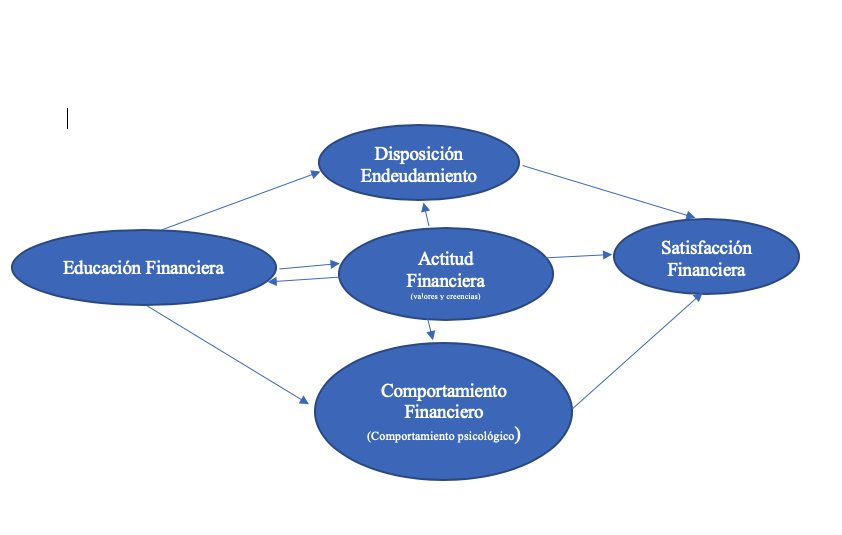 Disposición
Endeudamiento
Educación Financiera
Actitud
Financiera
(valores y creencias)
Satisfacción
Financiera
Comportamiento
Financiero
(Comportamiento psicológico)